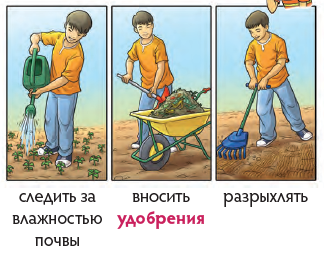 следить за
влажностью
почвы
вносить
удобрения
разрыхлять